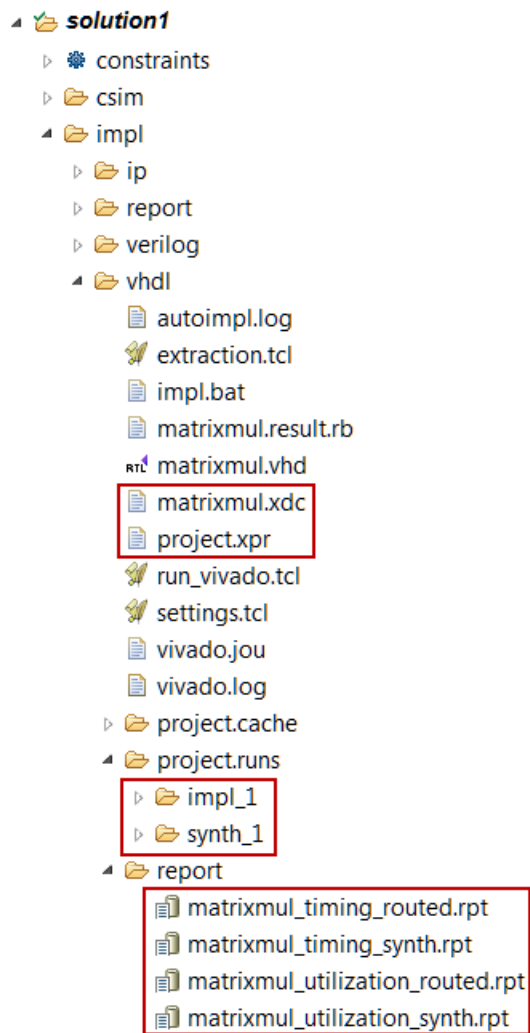 solution1
constraints
csim
impl
ip
report
verilog
vhdl
autoimpl.log
extraction.tcl
impl.bat
matrixmul.result.rb
RTL matrixmul.vhd
matrixmul.xdc
project.xpr
run_vivado.tcl
settings.tcl
vivado.jou
vivado.log
project.cache
project.runs
impl_1
synth_1
report
matrixmul_timing_routed.rpt
matrixmul_timing_synth.rpt
matrixmul_utilization_routed.rpt
matrixmul_utilization_synth.rpt